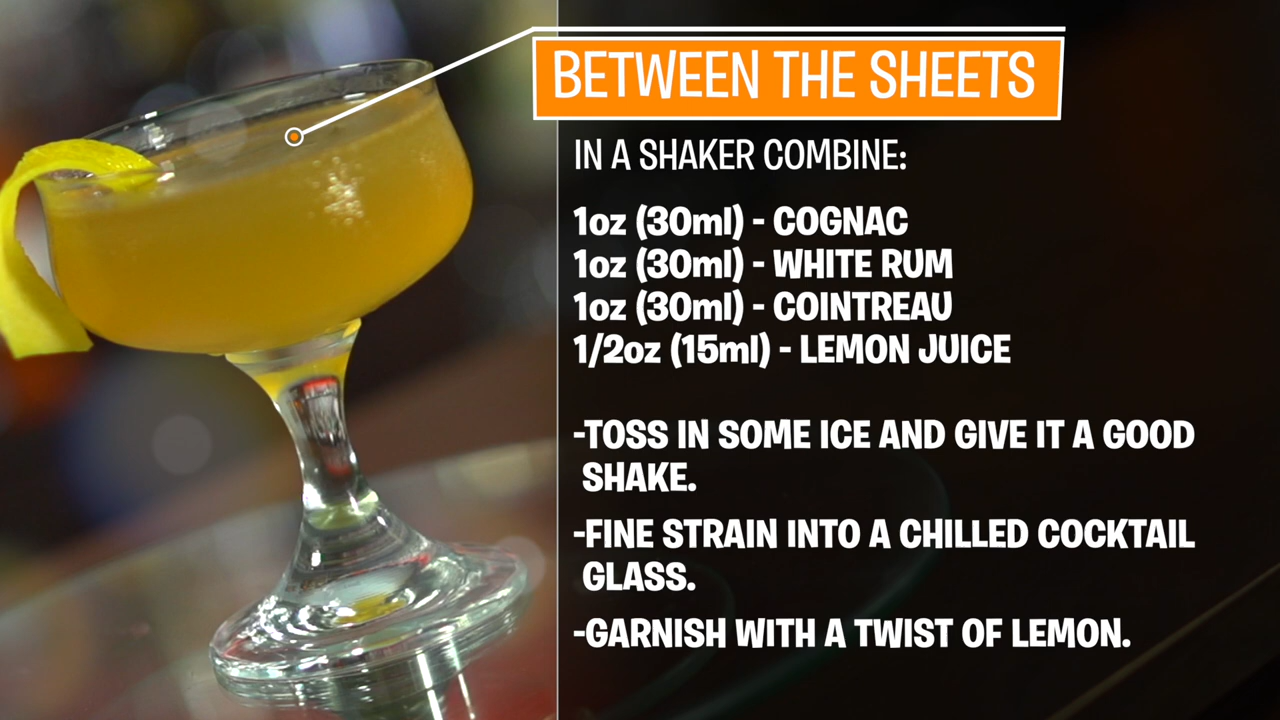 BETWEEN THE SHEETS
IN A SHAKER COMBINE:
1oz (30ml) - COGNAC
1oz (30ml) - WHITE RUM
1oz (30ml) - COINTREAU
1/2oz (15ml) - LEMON JUICE
-TOSS IN SOME ICE AND GIVE IT A GOOD
SHAKE.
-FINE STRAIN INTO A CHILLED COCKTAIL
GLASS.
-GARNISH WITH A TWIST OF LEMON.